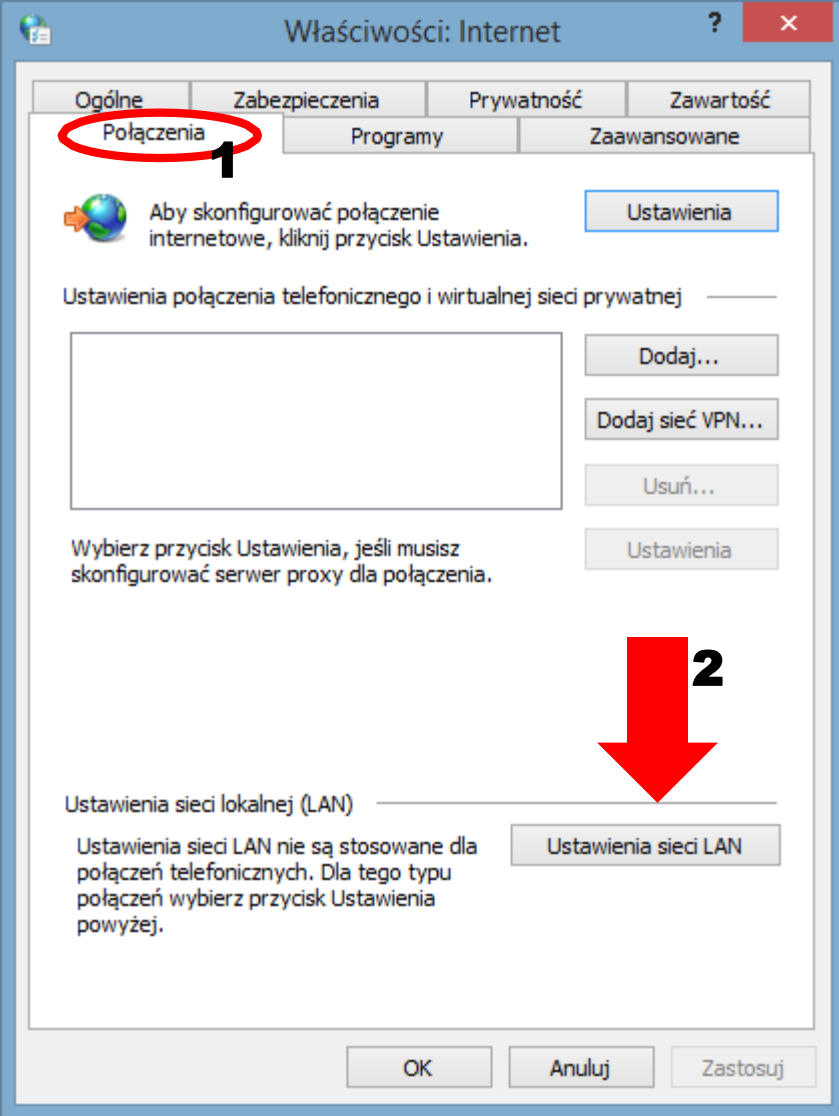 Właściwości: Internet
?
Ogólne
Zabezpieczenia
Prywatność
Zawartość
Połączenia
Programy
Zaawansowane
1
Aby skonfigurować połączenie
internetowe, kliknij przycisk Ustawienia.
Ustawienia
Ustawienia połączenia telefonicznego i wirtualnej sieci prywatnej
Dodaj...
Dodaj sieć VPN...
Usuń...
Wybierz przycisk Ustawienia, jeśli musisz
skonfigurować serwer proxy dla połączenia.
Ustawienia
2
Ustawienia sieci lokalnej (LAN)
Ustawienia sieci LAN nie są stosowane dla
połączeń telefonicznych. Dla tego typu
połączeń wybierz przycisk Ustawienia
powyżej.
Ustawienia sieci LAN
OK
Anuluj
Zastosuj